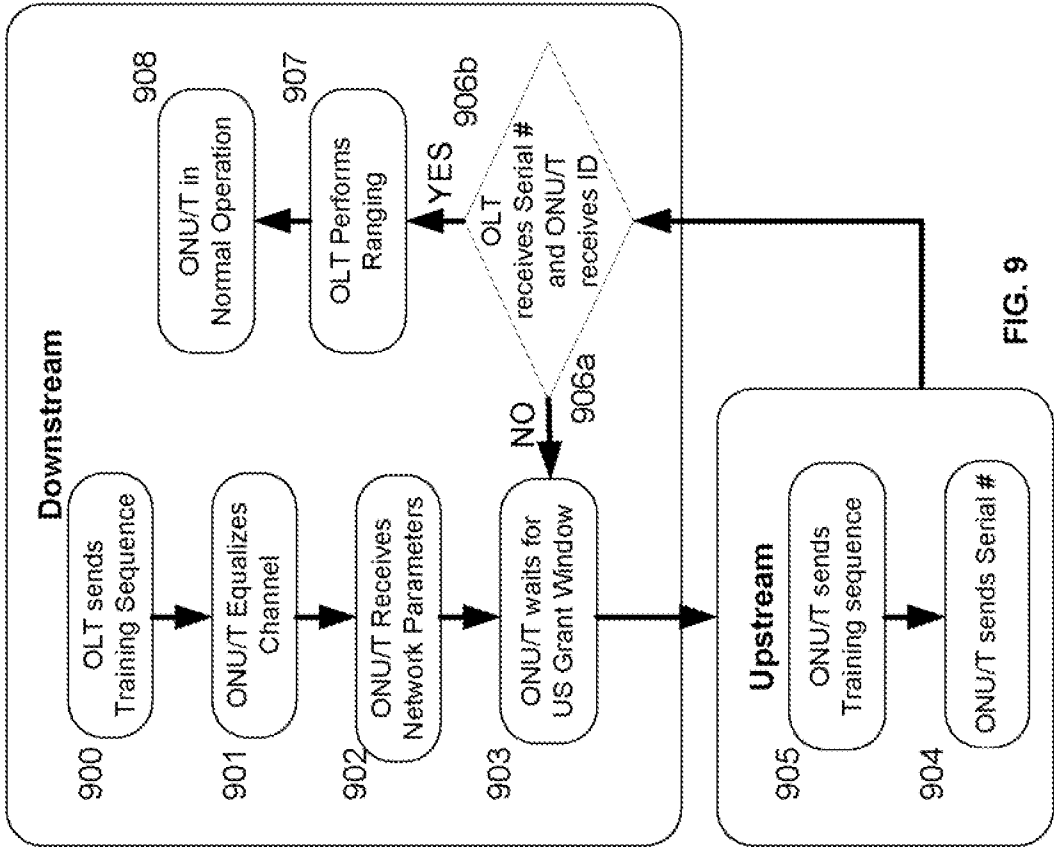 Downstream
900
OLT sends
Training Sequence
901
ONU/T Equalizes
Channel
902
ONU/T Receives
Network Parameters
903
ONU/T waits for
US Grant Window
908
ONU/T in
Normal Operation
907
OLT Performs
Ranging
YES
906b
OLT
receives Serial #
and ONU/T
receives ID
NO
906a
Upstream
905
ONU/T sends
Training sequence
904
ONU/T sends Serial #
FIG. 9